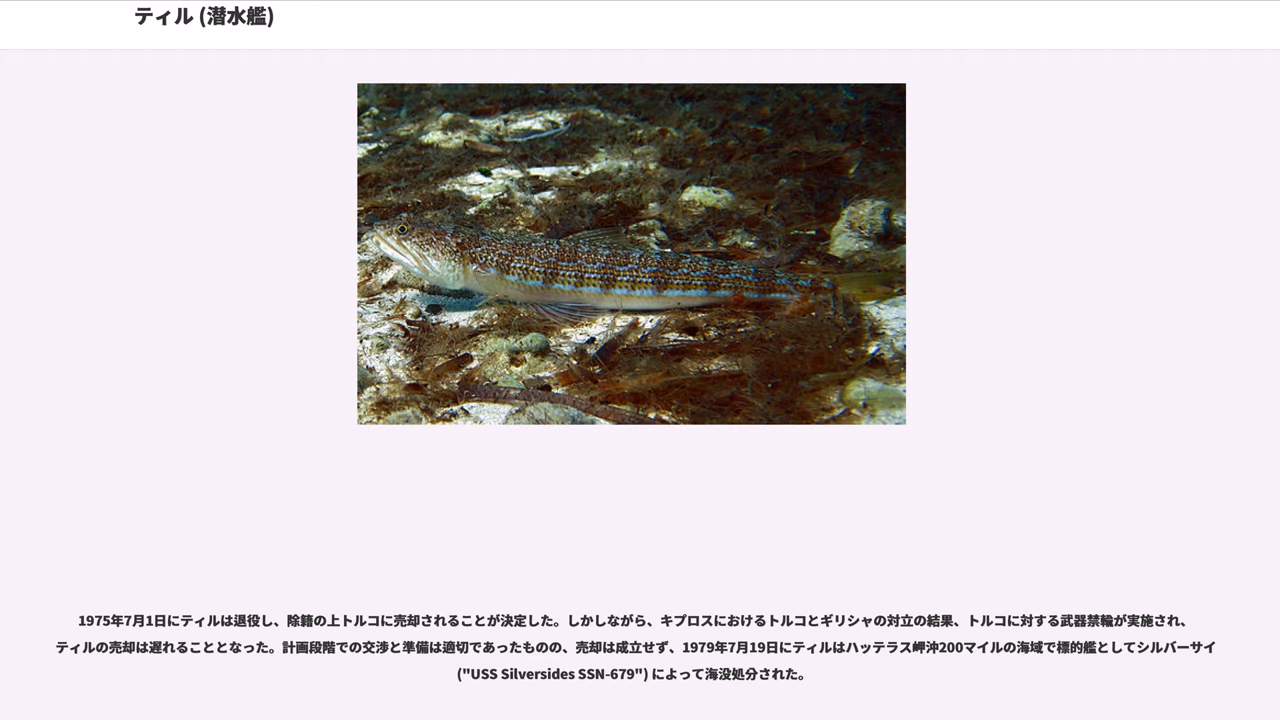 ティル (潜水艦)
1975年7月1日にティルは退役し、除籍の上トルコに売却されることが決定した。しかしながら、キプロスにおけるトルコとギリシャの対立の結果、トルコに対する武器禁輸が実施され、
ティルの売却は遅れることとなった。計画段階での交渉と準備は適切であったものの、売却は成立せず、1979年7月19日にティルはハッテラス岬沖200マイルの海域で標的艦としてシルバーサイ
("USS Silversides SSN-679") によって海没処分された。